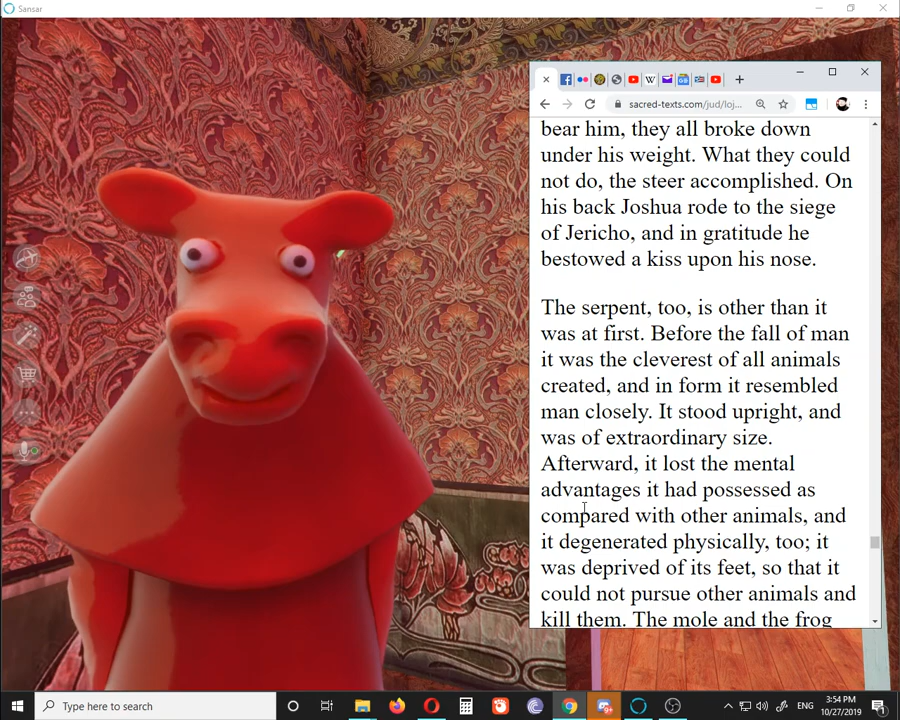 Sansar
sacred-texts.com/jud/loj...
bear him, they all broke down
under his weight. What they could
not do, the steer accomplished. On
his back Joshua rode to the siege
of Jericho, and in gratitude he
bestowed a kiss upon his nose.
The serpent, too, is other than it
was at first. Before the fall of man
it was the cleverest of all animals
created, and in form it resembled
man closely. It stood upright, and
was of extraordinary size.
Afterward, it lost the mental
advantages it had possessed as
compared with other animals, and
it degenerated physically, too; it
was deprived of its feet, so that it
could not pursue other animals and
kill them. The mole and the frog
Type here to search
9+
ENG
3:54 PM
10/27/2019
1